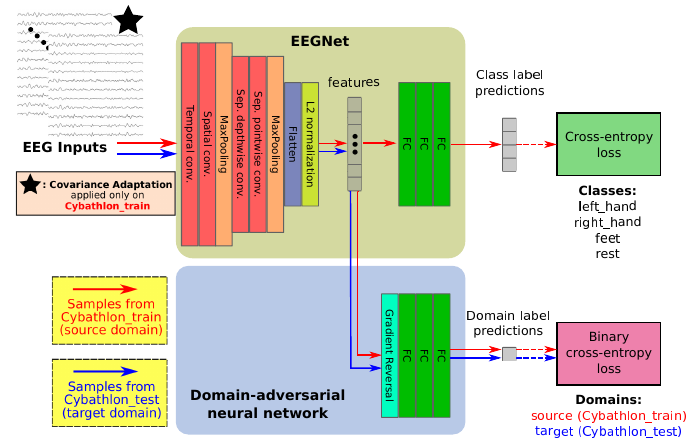 EEGNet
features
Class label
predictions
Temporal conv.
Spatial conv.
MaxPooling
Sep. depthwise conv.
Sep. pointwise conv.
MaxPooling
Flatten
L2 normalization
FC
FC
FC
EEG Inputs
Cross-entropy
loss
: Covariance Adaptation
applied only on
Cybathlon_train
Classes:
left_hand
right_hand
feet
rest
Samples from
Cybathlon_train
(source domain)
Samples from
Cybathlon_test
(target domain)
Gradient Reversal
FC
FC
FC
Domain label
predictions
Binary
cross-entropy
loss
Domain-adversarial
neural network
Domains:
source (Cybathlon_train)
target (Cybathlon_test)